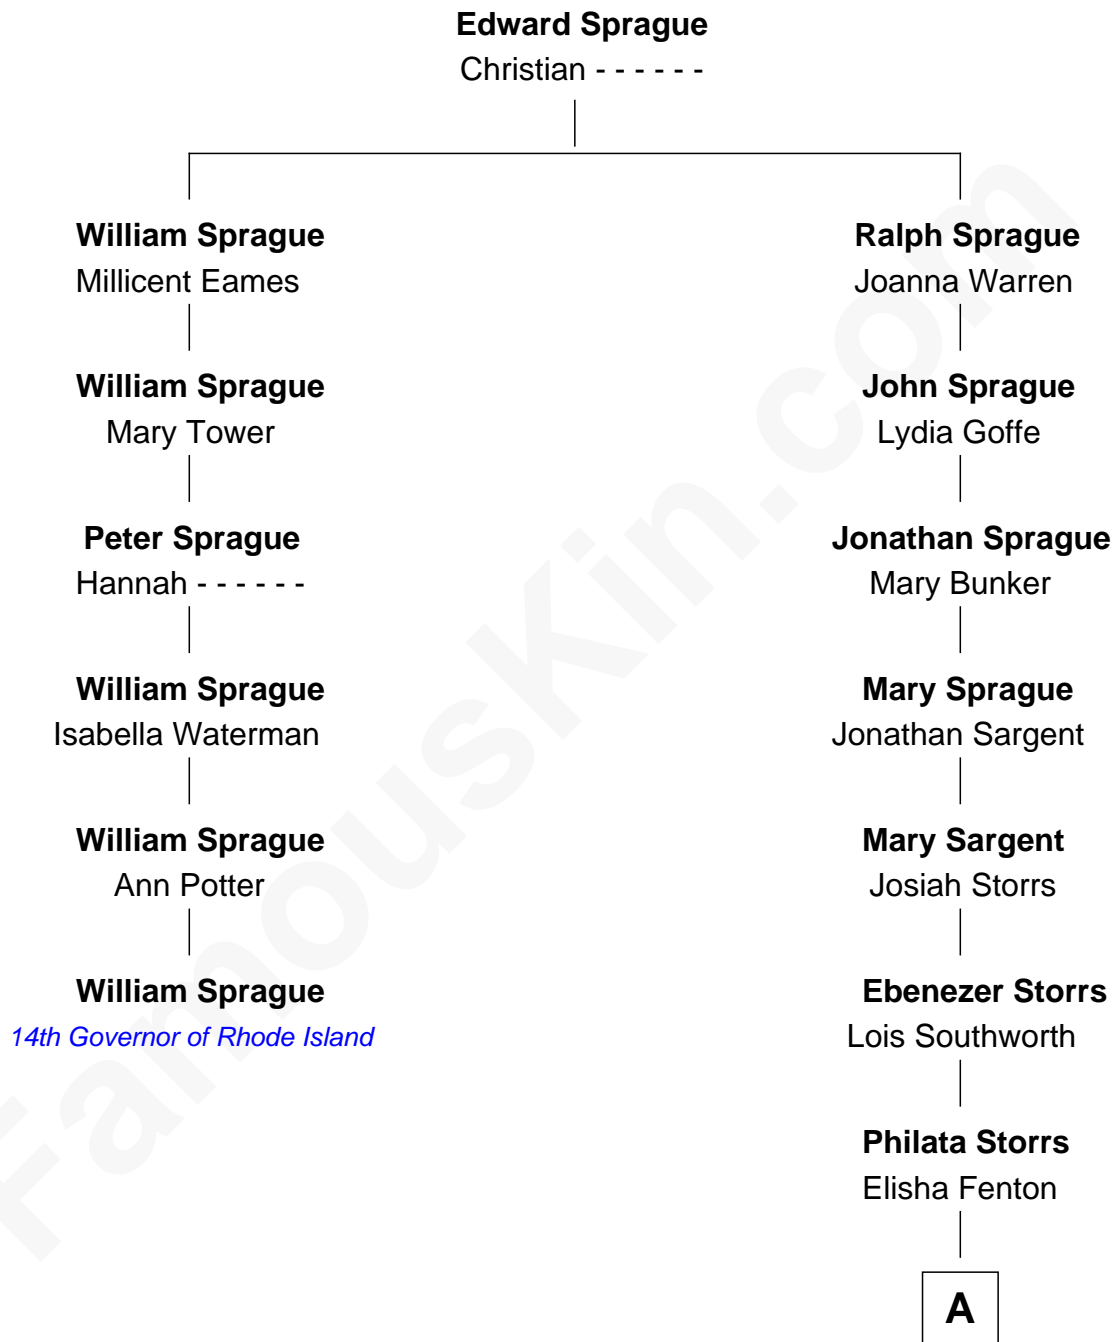 Edward Sprague
Christian - - - - - -
William Sprague
Millicent Eames
William Sprague
Mary Tower
Peter Sprague
Hannah - - - - - -
William Sprague
Isabella Waterman
William Sprague
Ann Potter
William Sprague
14th Governor of Rhode Island
Ralph Sprague
Joanna Warren
John Sprague
Lydia Goffe
Jonathan Sprague
Mary Bunker
Mary Sprague
Jonathan Sargent
Mary Sargent
Josiah Storrs
Ebenezer Storrs
Lois Southworth
Philata Storrs
Elisha Fenton
A
FamousKin.com